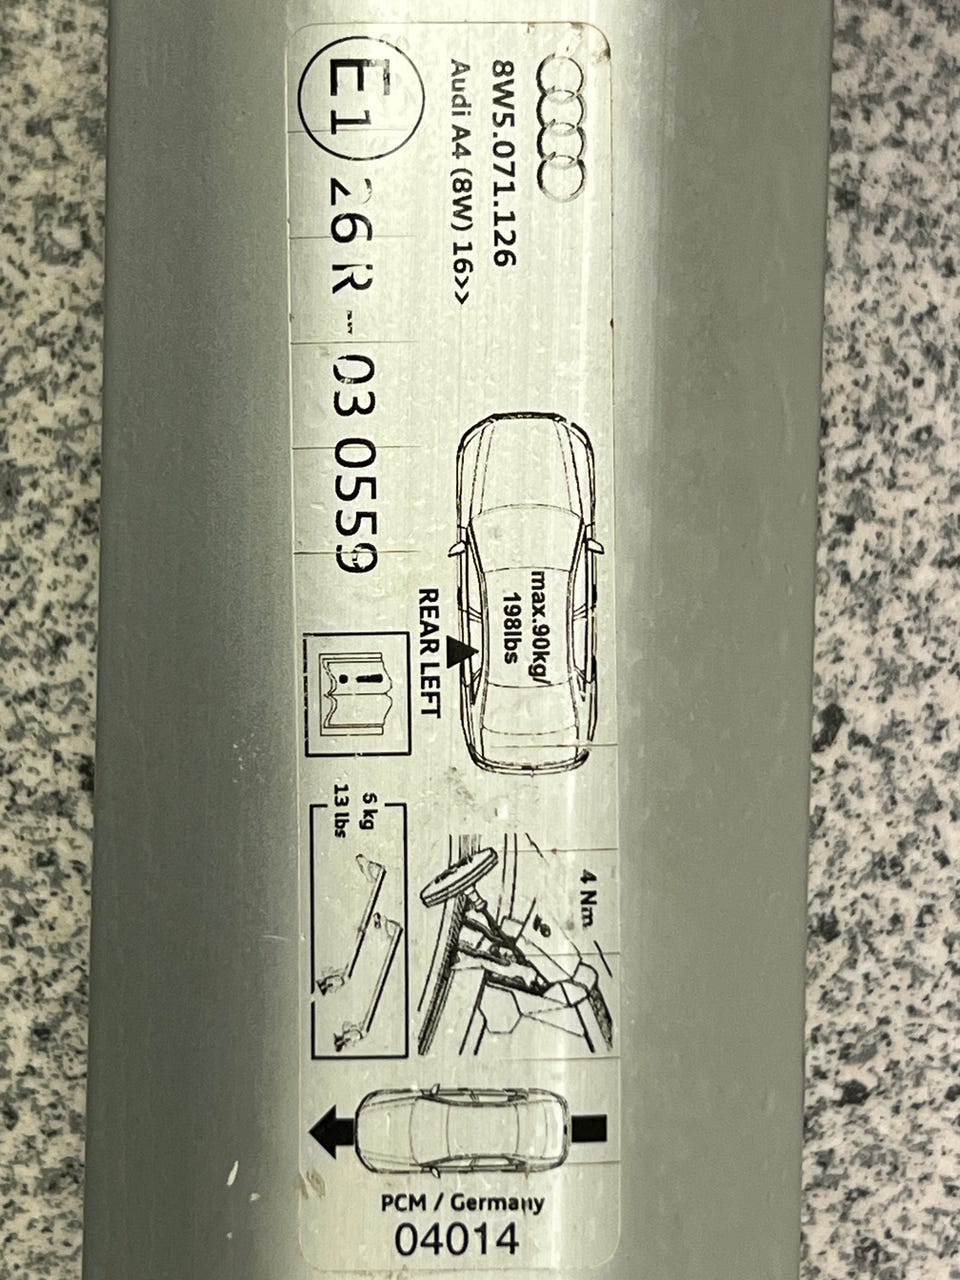 8W5.071.126
Audi A4 (8W) 16>>
E1 26 R - 03 0559
max.90kg/
198lbs
REAR LEFT
!
4 Nm
5 kg
13 lbs
PCM / Germany
04014